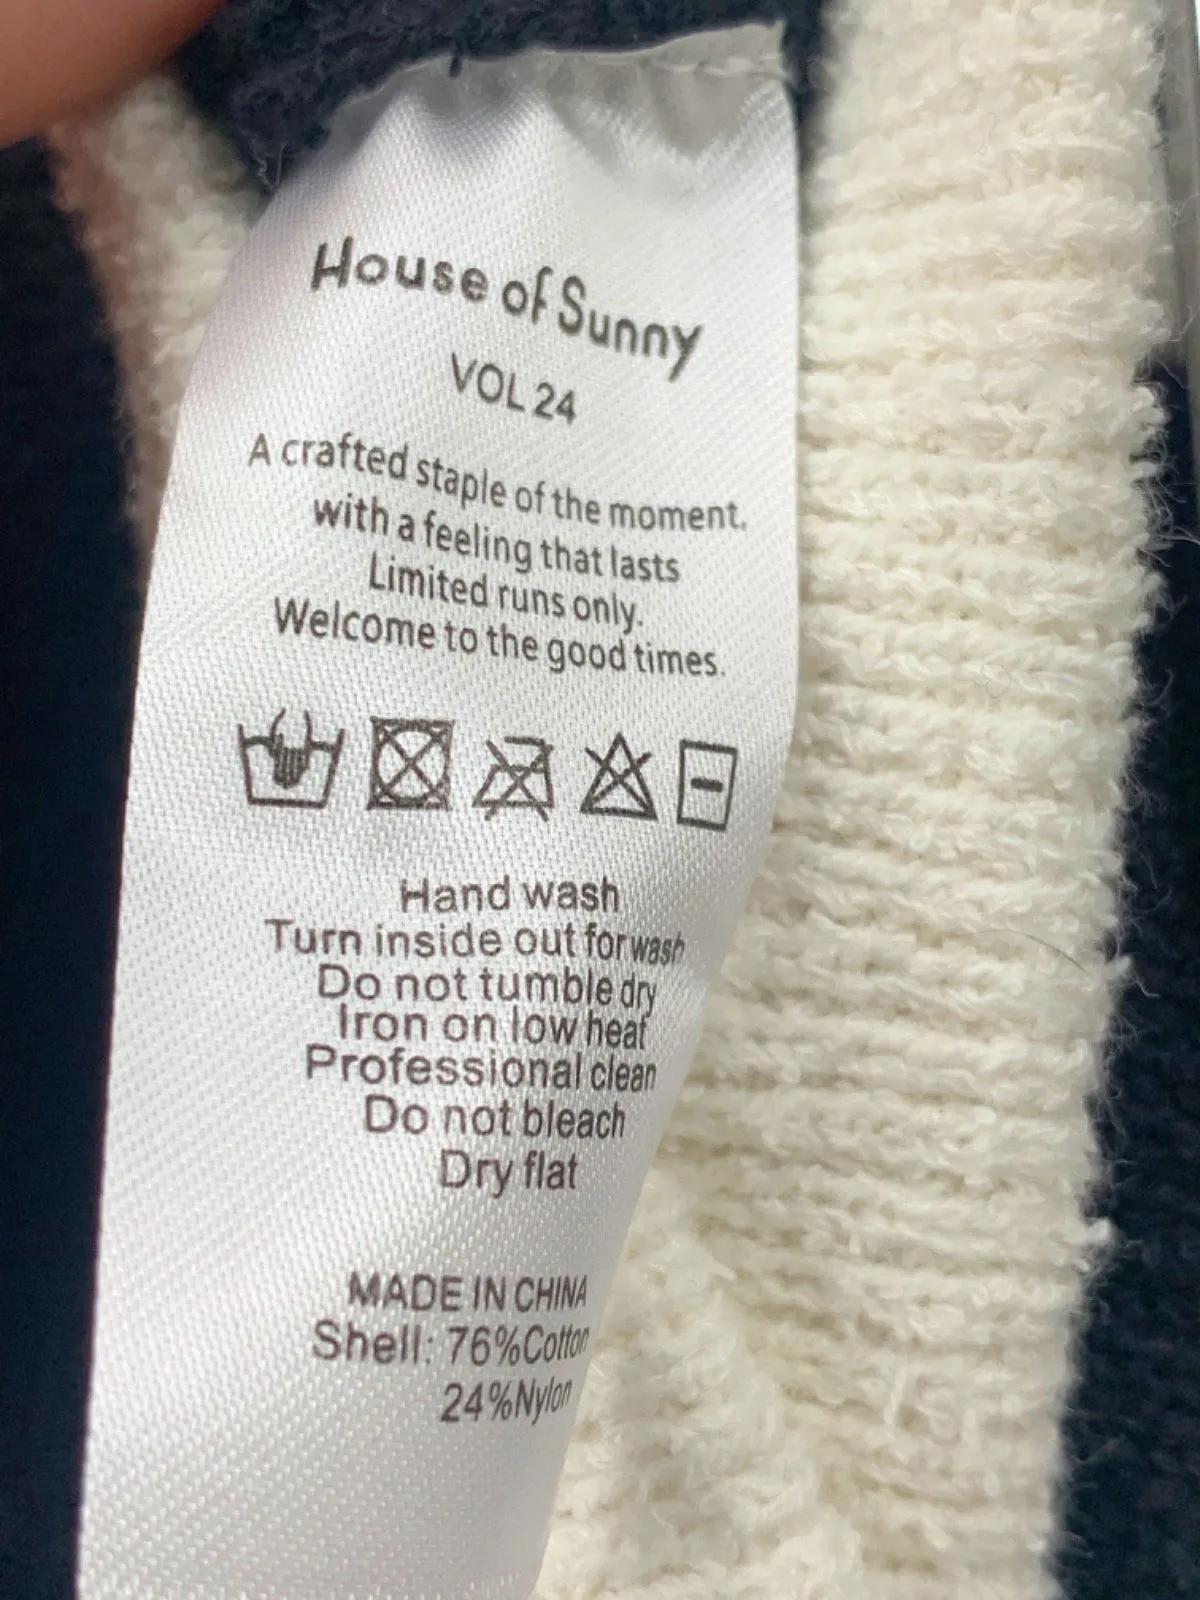 House of Sunny
VOL 24
A crafted staple of the moment.
with a feeling that lasts
Limited runs only.
Welcome to the good times.
Hand wash
Turn inside out for wash
Do not tumble dry
Iron on low heat
Professional clean
Do not bleach
Dry flat
MADE IN CHINA
Shell: 76%Cotton
24%Nylon